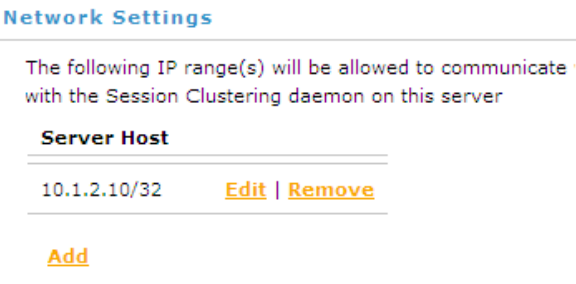 Network Settings
The following IP range(s) will be allowed to communicate
with the Session Clustering daemon on this server
Server Host
10.1.2.10/32 Edit | Remove
Add